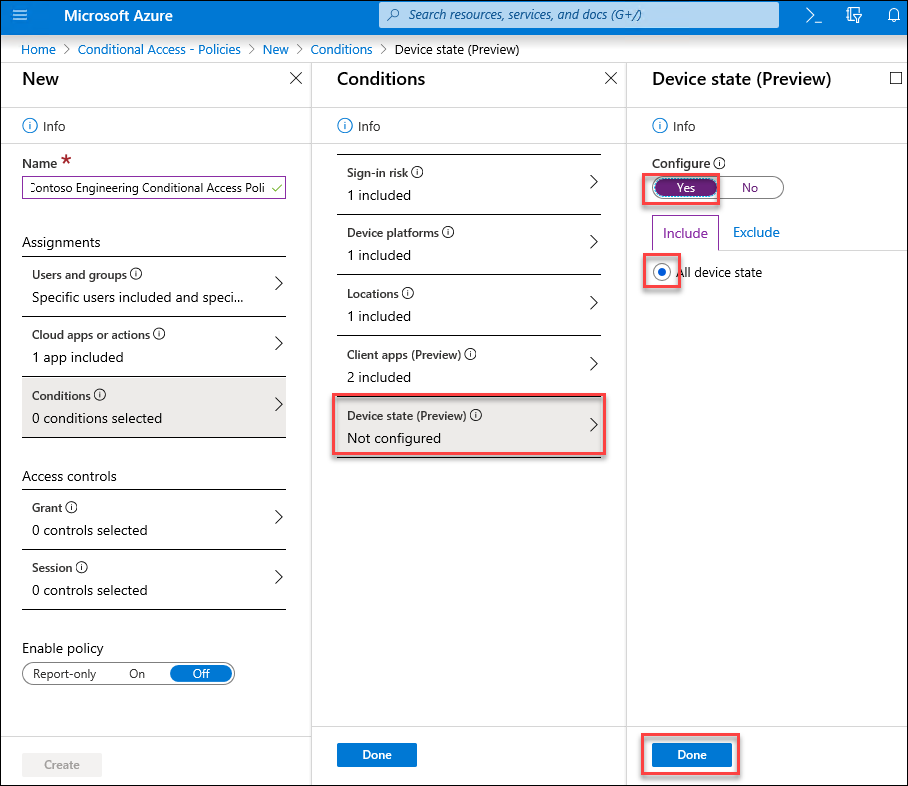 Microsoft Azure
Search resources, services, and docs (G+/)
Home > Conditional Access - Policies > New > Conditions > Device state (Preview)
New
Info
Name *
Contoso Engineering Conditional Access Poli
Assignments
Users and groups
Specific users included and speci...
Cloud apps or actions
1 app included
Conditions
0 conditions selected
Access controls
Grant
0 controls selected
Session
0 controls selected
Enable policy
Report-only On Off
Create
Conditions
Info
Sign-in risk
1 included
Device platforms
1 included
Locations
1 included
Client apps (Preview)
2 included
Device state (Preview)
Not configured
Done
Device state (Preview)
Info
Configure
Yes No
Include Exclude
All device state
Done